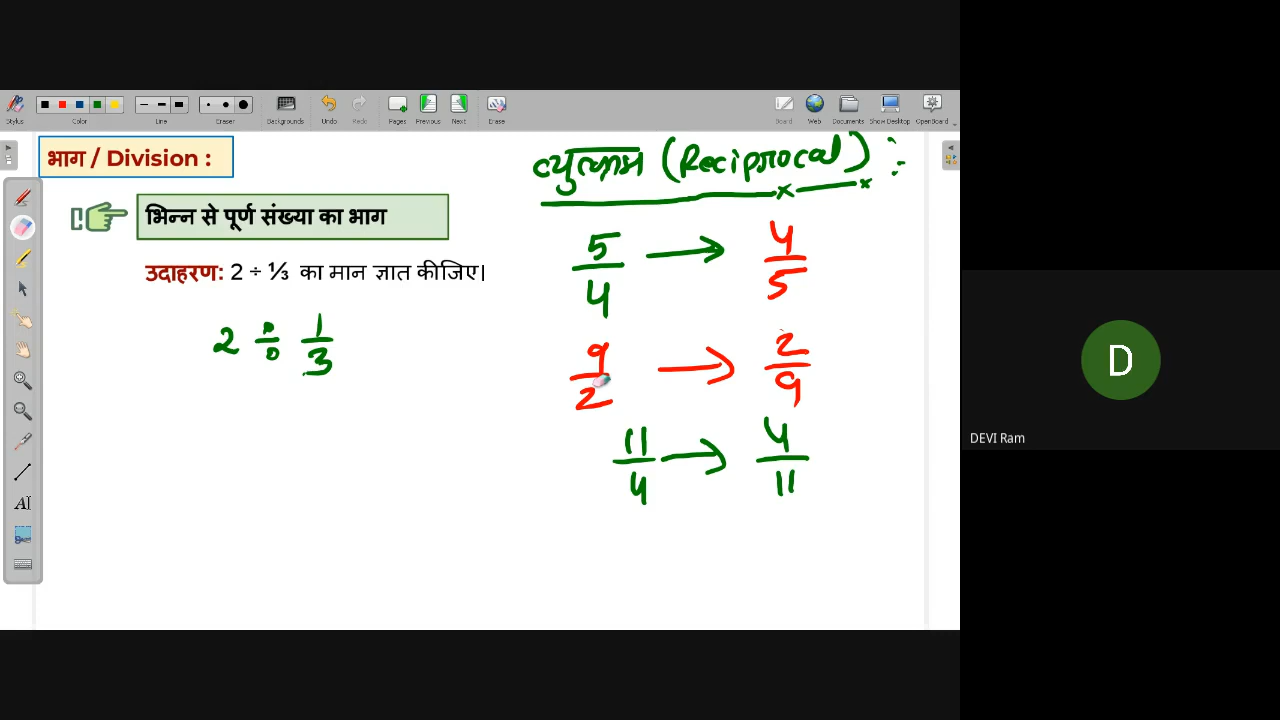 Stylus Color Line Eraser Backgrounds Undo Redo Pages Previous Next Erase Board Web Documents Show Desktop OpenBoard
भाग / Division :
व्युत्क्रम (Reciprocal) :-
भिन्न से पूर्ण संख्या का भाग
उदाहरण: 2 ÷ ⅓ का मान ज्ञात कीजिए।
5/4 → 4/5
2 ÷ 1/3
9/2 → 2/9
11/4 → 4/11
D
DEVI Ram